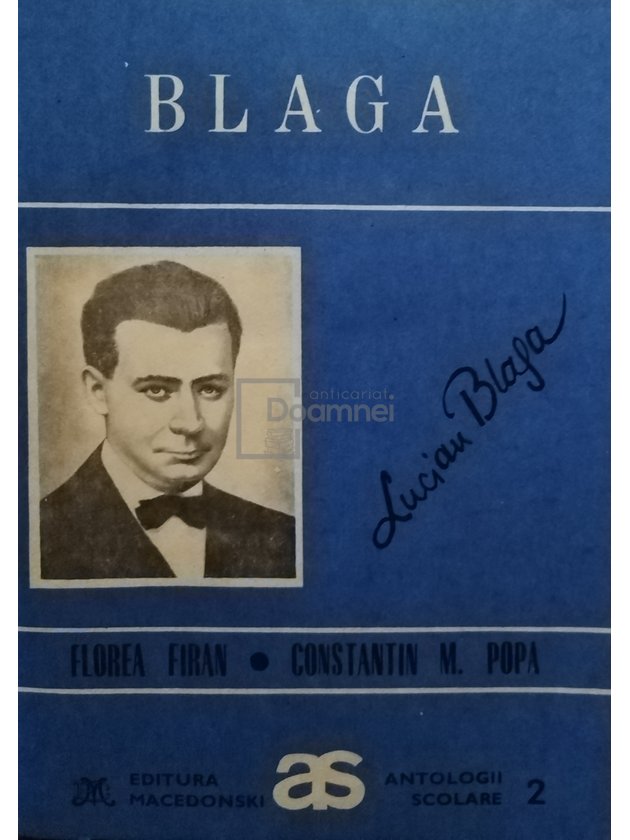 BLAGA
anticariat
Doamnei
Lucian Blaga
FLOREA FIRAN • CONSTANTIN M. POPA
EDITURA
MACEDONSKI
as
ANTOLOGII
SCOLARE 2